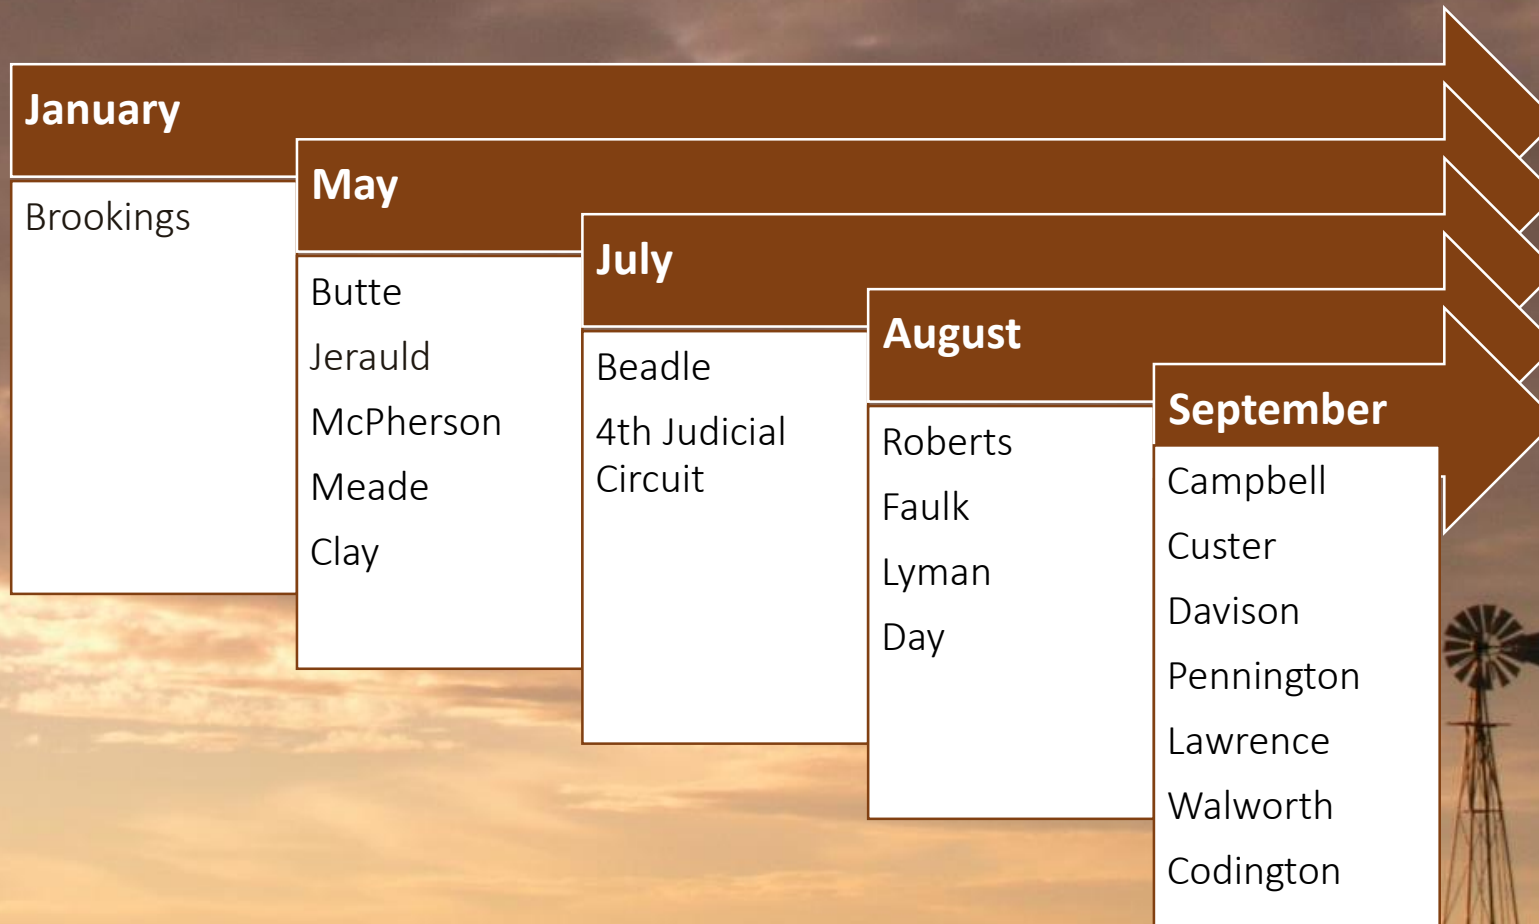 January
Brookings
May
Butte
Jerauld
McPherson
Meade
Clay
July
Beadle
4th Judicial
Circuit
August
Roberts
Faulk
Lyman
Day
September
Campbell
Custer
Davison
Pennington
Lawrence
Walworth
Codington